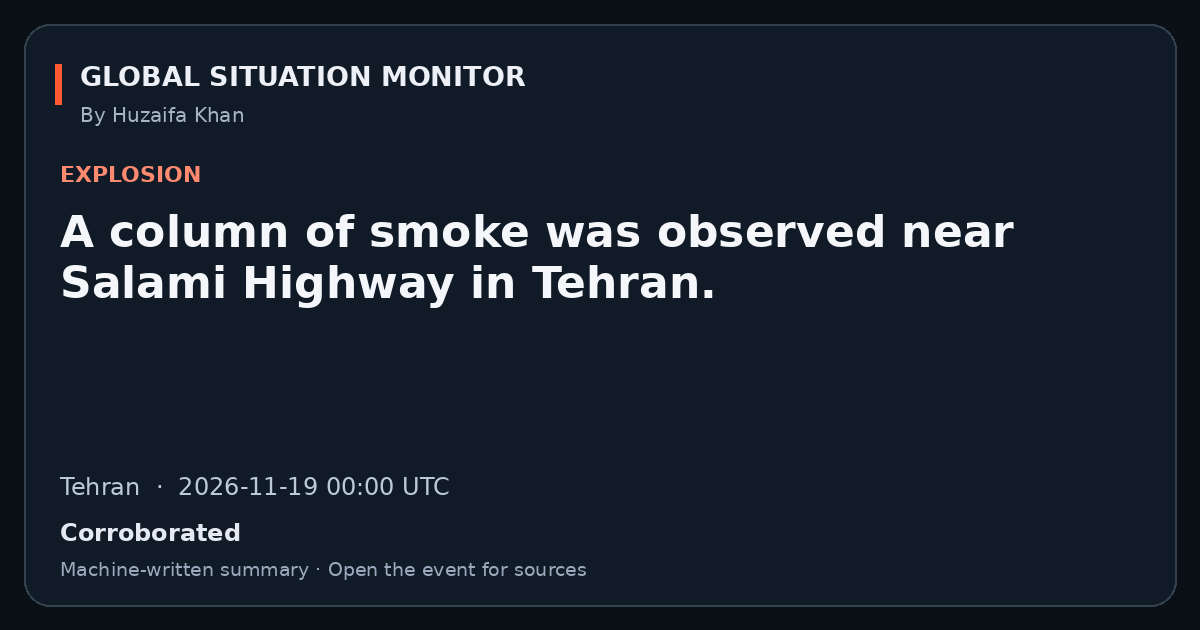 GLOBAL SITUATION MONITOR
By Huzaifa Khan
EXPLOSION
A column of smoke was observed near
Salami Highway in Tehran.
Tehran · 2026-11-19 00:00 UTC
Corroborated
Machine-written summary · Open the event for sources